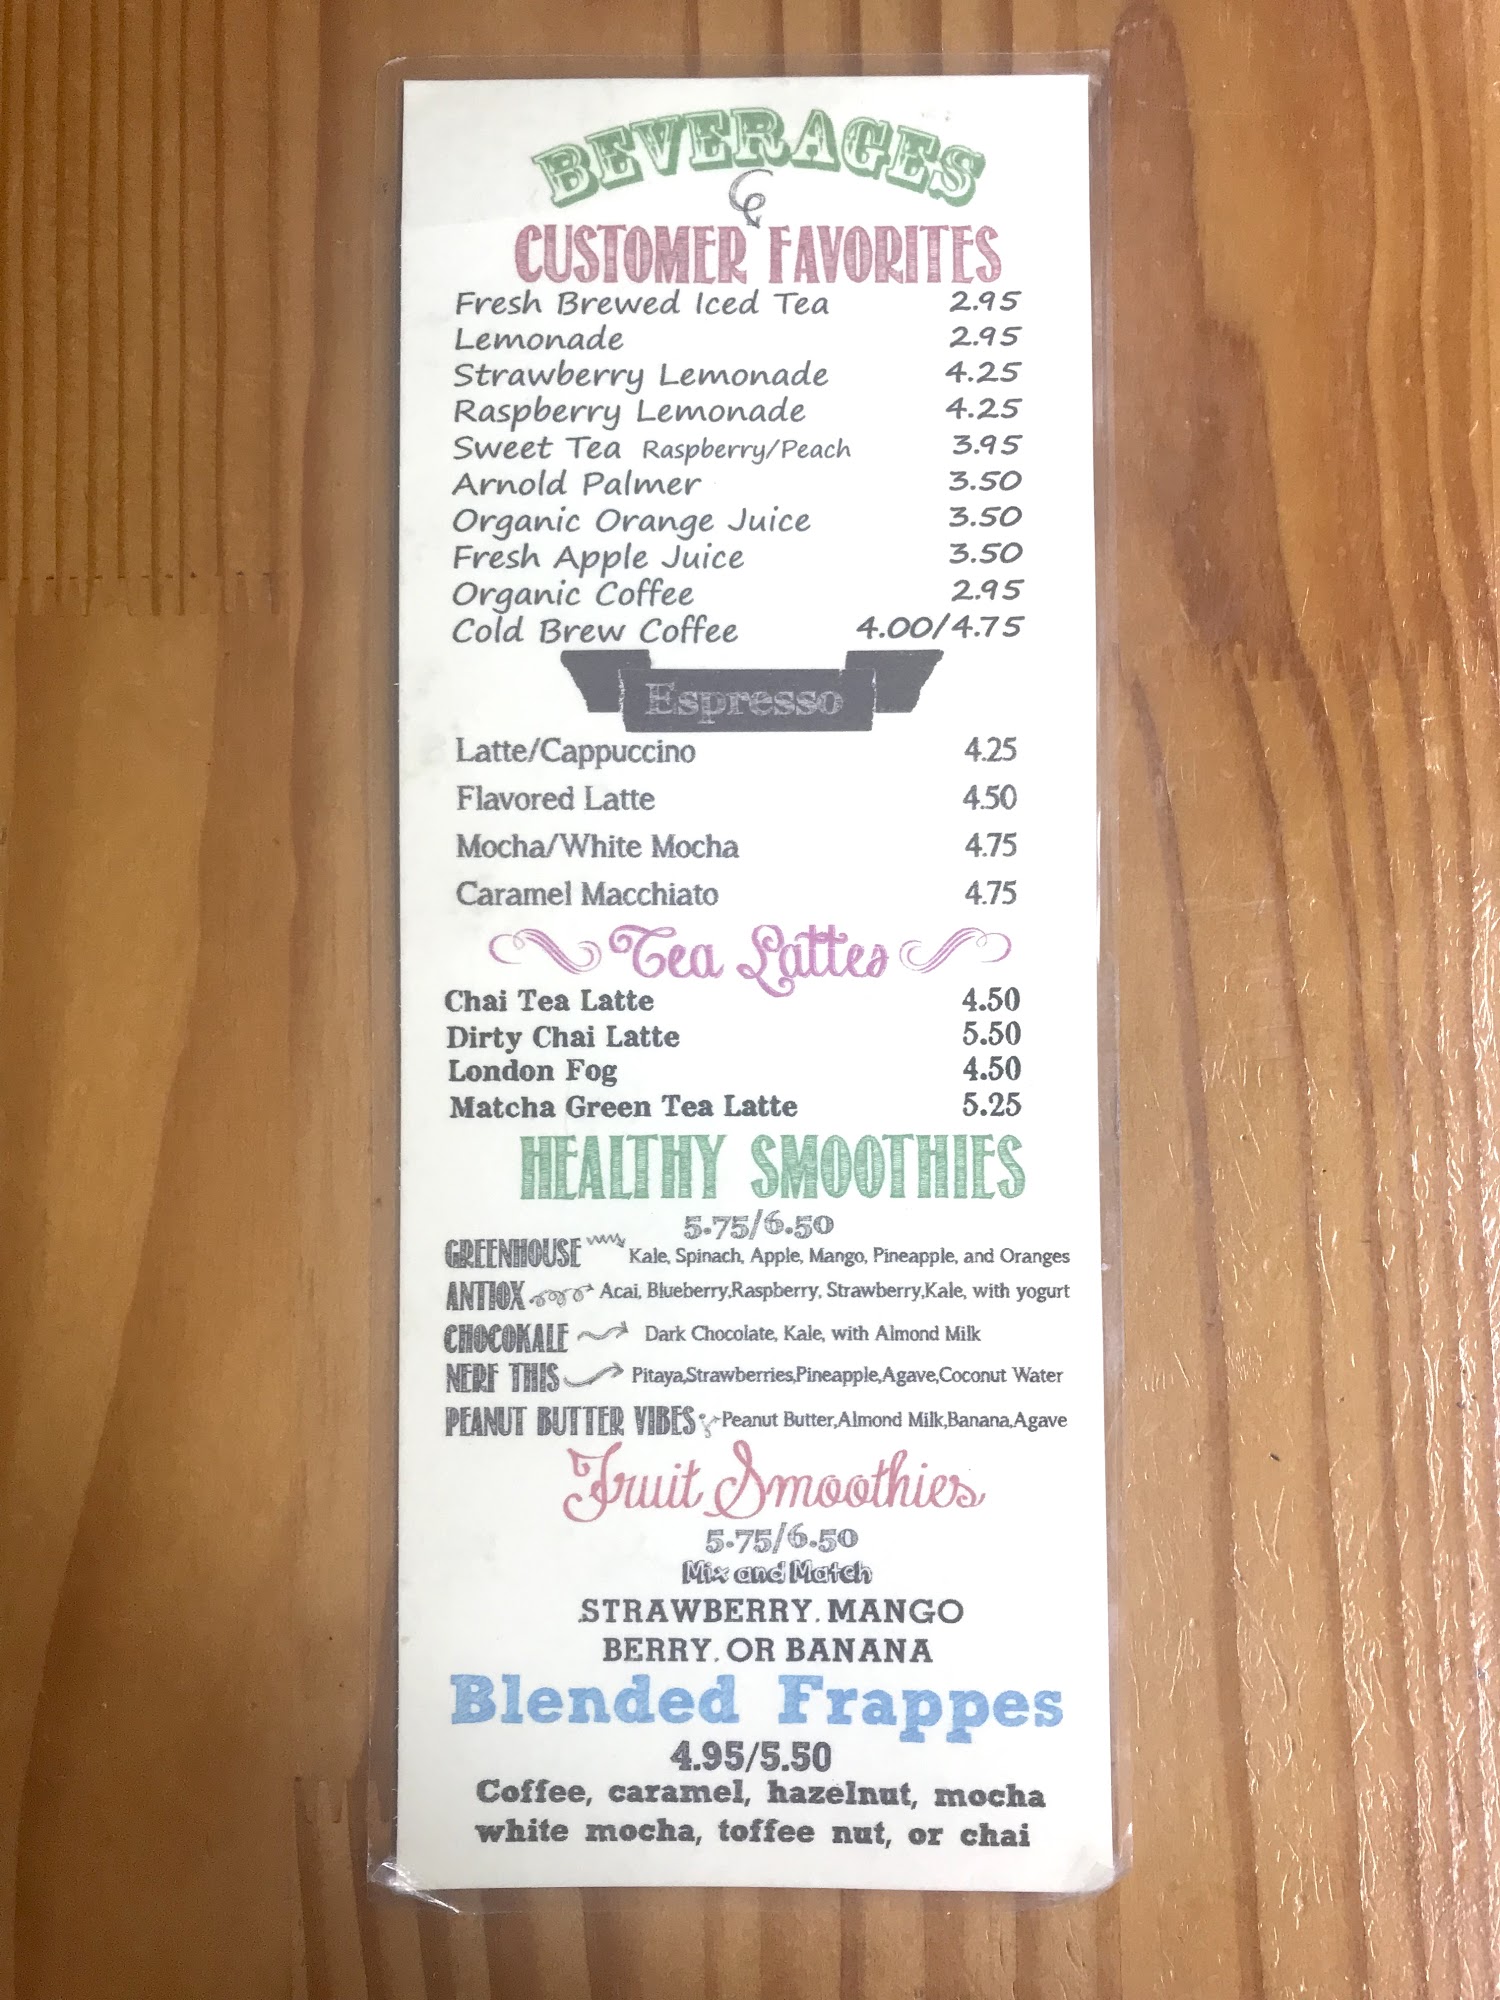 BEVERAGES
CUSTOMER FAVORITES
Fresh Brewed Iced Tea 2.95
Lemonade 2.95
Strawberry Lemonade 4.25
Raspberry Lemonade 4.25
Sweet Tea Raspberry/Peach 3.95
Arnold Palmer 3.50
Organic Orange Juice 3.50
Fresh Apple Juice 3.50
Organic Coffee 2.95
Cold Brew Coffee 4.00/4.75
Espresso
Latte/Cappuccino 4.25
Flavored Latte 4.50
Mocha/White Mocha 4.75
Caramel Macchiato 4.75
Tea Lattes
Chai Tea Latte 4.50
Dirty Chai Latte 5.50
London Fog 4.50
Matcha Green Tea Latte 5.25
HEALTHY SMOOTHIES
5.75/6.50
GREENHOUSE Kale, Spinach, Apple, Mango, Pineapple, and Oranges
ANTIOX Acai, Blueberry,Raspberry, Strawberry,Kale, with yogurt
CHOCOKALE Dark Chocolate, Kale, with Almond Milk
NERF THIS Pitaya,Strawberries,Pineapple,Agave,Coconut Water
PEANUT BUTTER VIBES Peanut Butter,Almond Milk,Banana,Agave
Fruit Smoothies
5.75/6.50
Mix and Match
.STRAWBERRY, MANGO
BERRY, OR BANANA
Blended Frappes
4.95/5.50
Coffee, caramel, hazelnut, mocha
white mocha, toffee nut, or chai